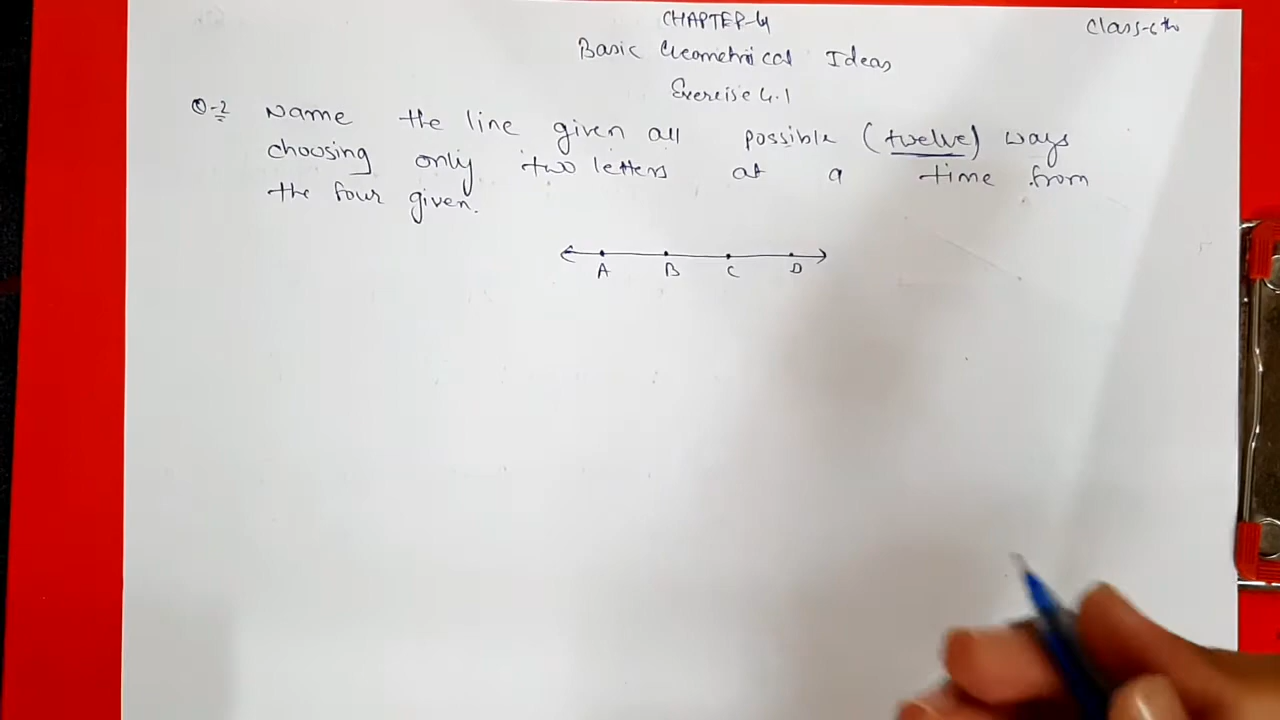 CHAPTER-4
Class-6th
Basic Geometrical Ideas
Exercise 4.1
Q-2 Name the line given all possible (twelve) ways
choosing only two letters at a time from
the four given.
A B C D